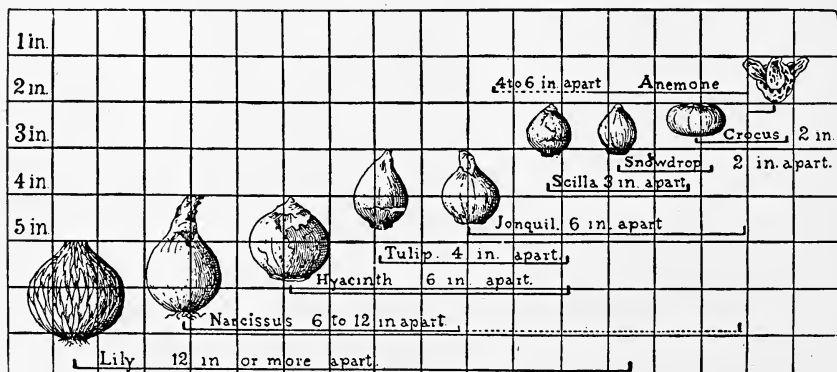 1 in.
2 in. 4 to 6 in. apart Anemone
3 in. Crocus 2 in.
Snowdrop 2 in. apart.
4 in Scilla 3 in. apart
5 in. Jonquil. 6 in. apart
Tulip. 4 in. apart.
Hyacinth 6 in. apart.
Narcissus 6 to 12 in apart.
Lily 12 in or more apart.